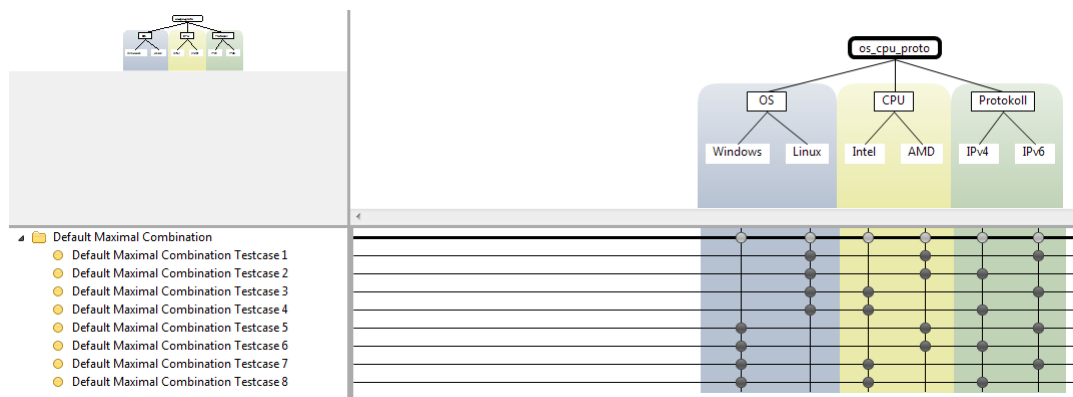 os_cpu_proto
OS CPU Protokoll
Windows Linux Intel AMD IPv4 IPv6
Default Maximal Combination
Default Maximal Combination Testcase 1
Default Maximal Combination Testcase 2
Default Maximal Combination Testcase 3
Default Maximal Combination Testcase 4
Default Maximal Combination Testcase 5
Default Maximal Combination Testcase 6
Default Maximal Combination Testcase 7
Default Maximal Combination Testcase 8